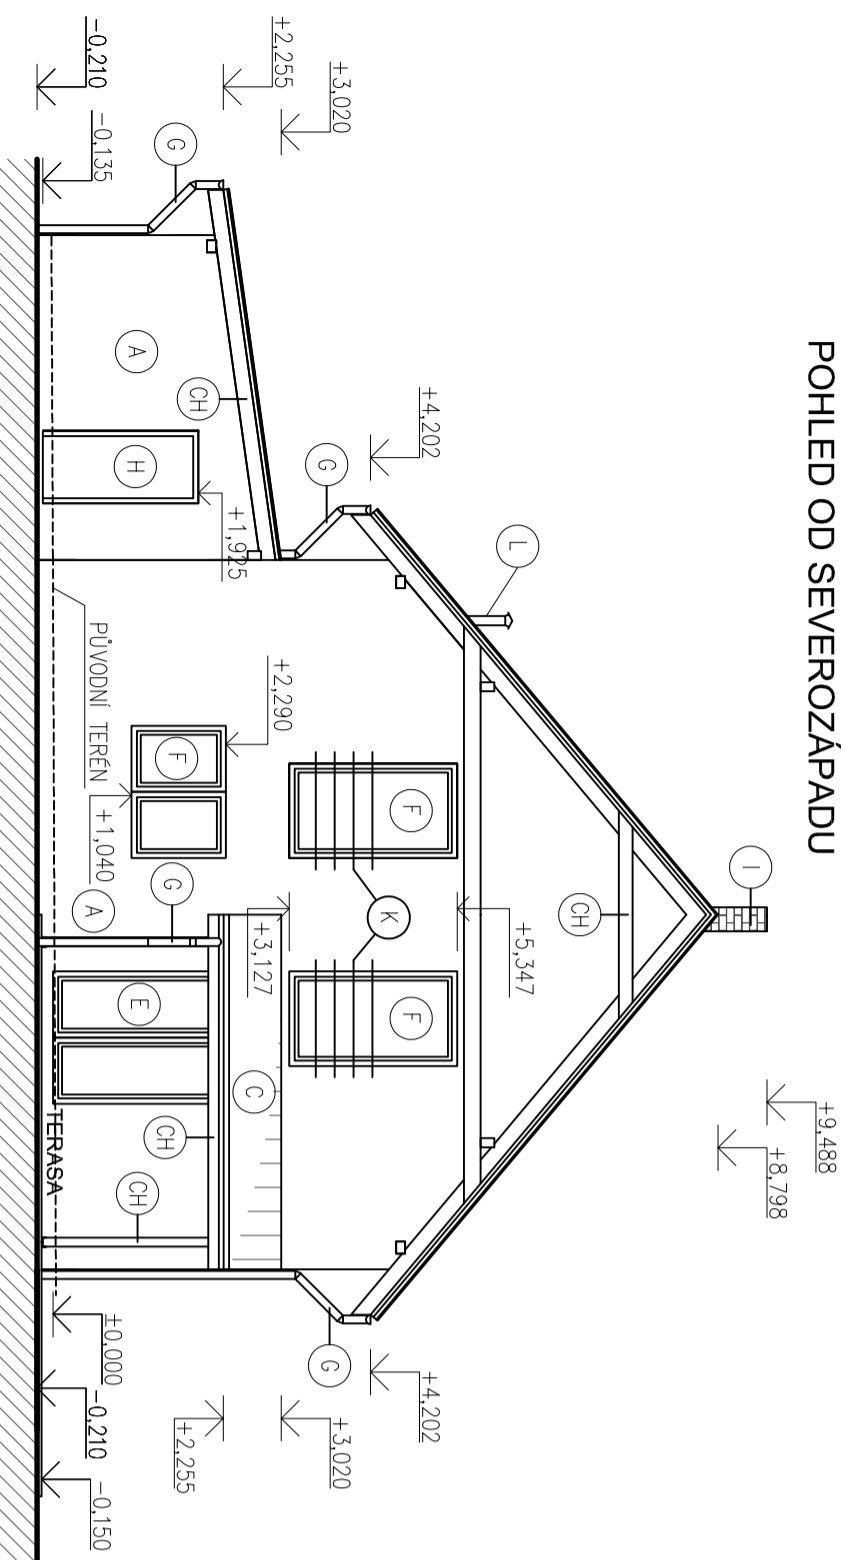 POHLED OD SEVEROZÁPADU
+9,488
+8,798
I
L
CH
+4,202
+4,202
G
G
+5,347
F
F
K
+3,127
+3,020
+3,020
+2,255
+2,255
G
CH
+2,290
F
C
+1,925
A
H
+1,040
G
E
CH
CH
A
PŮVODNÍ TERÉN
TERASA
-0,210
-0,135
±0,000
-0,210
-0,150